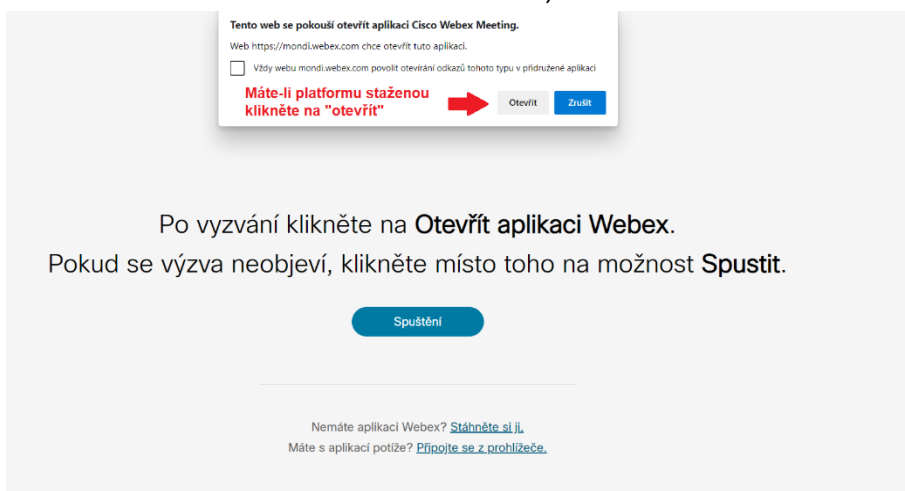 Tento web se pokouší otevřít aplikaci Cisco Webex Meeting.
Web https://mondi.webex.com chce otevřít tuto aplikaci.
Vždy webu mondi.webex.com povolit otevírání odkazů tohoto typu v přidružené aplikaci
Máte-li platformu staženou
klikněte na "otevřít"
Otevřít Zrušit
Po vyzvání klikněte na Otevřít aplikaci Webex.
Pokud se výzva neobjeví, klikněte místo toho na možnost Spustit.
Spuštění
Nemáte aplikaci Webex? Stáhněte si ji.
Máte s aplikací potíže? Připojte se z prohlížeče.